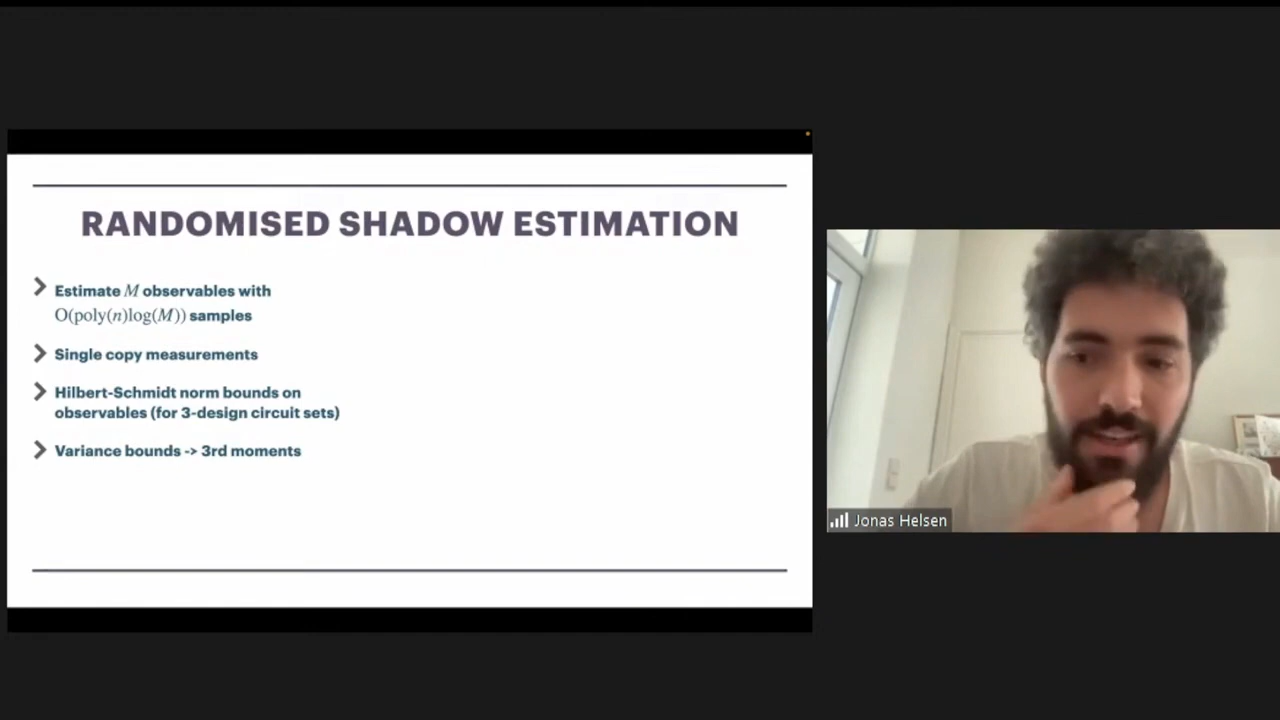 RANDOMISED SHADOW ESTIMATION
Estimate M observables with
O(poly(n)log(M)) samples
Single copy measurements
Hilbert-Schmidt norm bounds on
observables (for 3-design circuit sets)
Variance bounds -> 3rd moments
Jonas Helsen